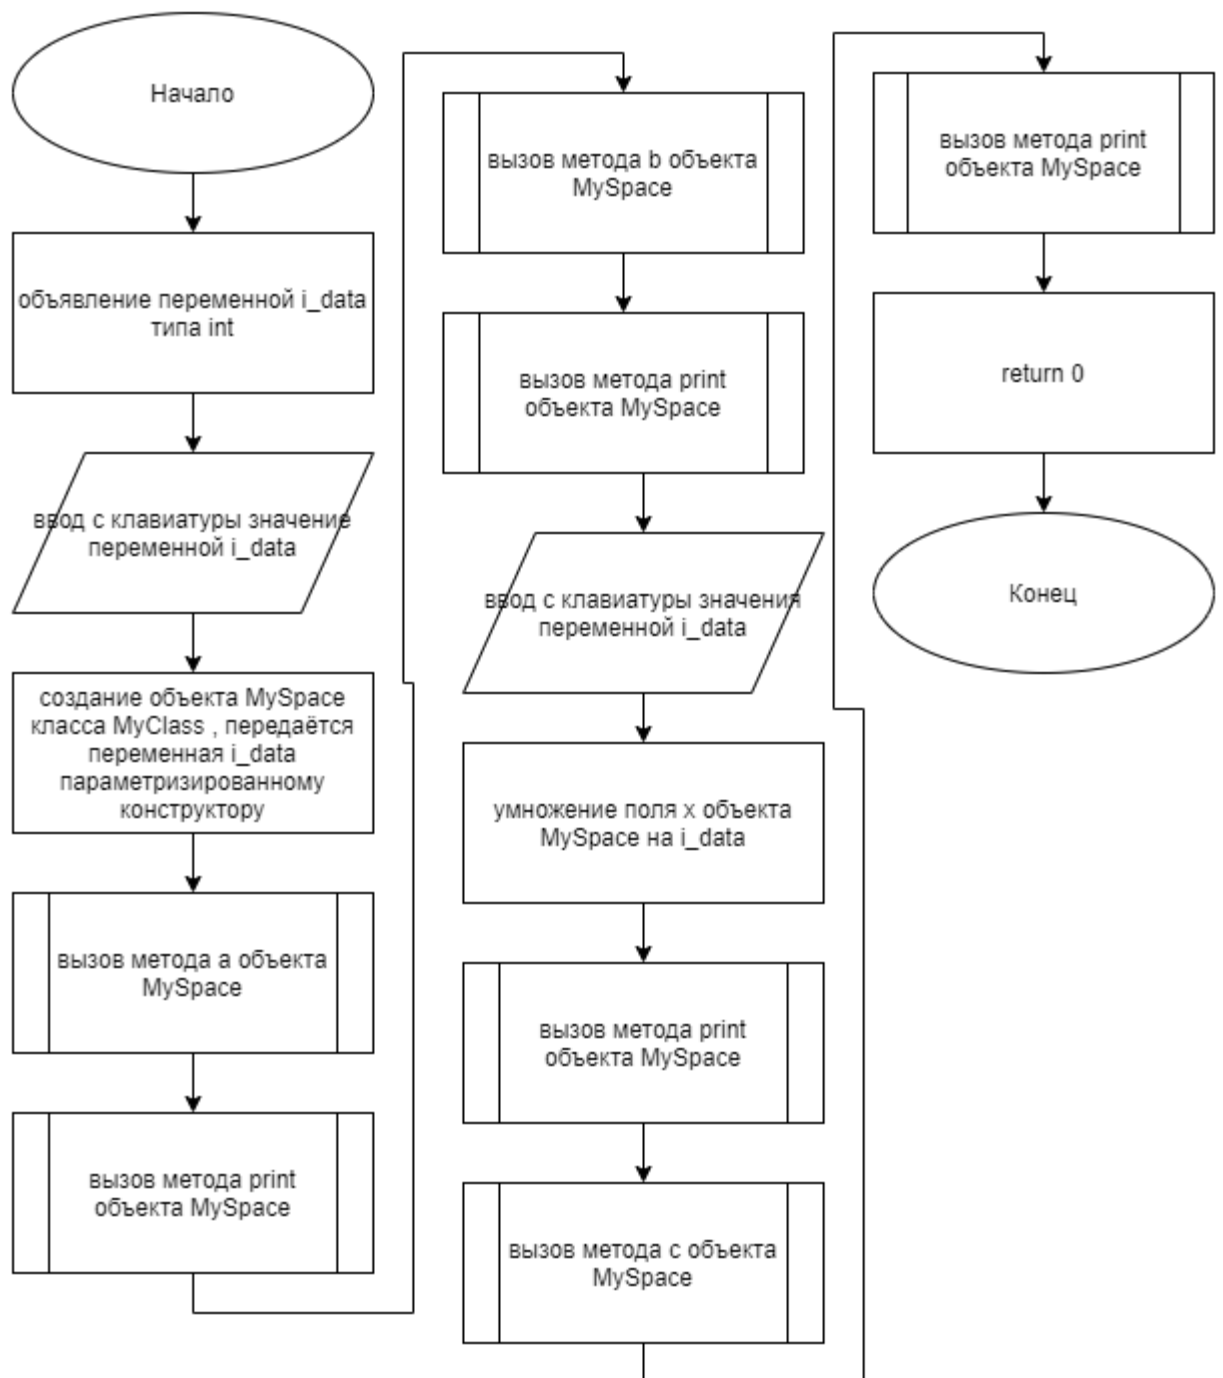 Начало
объявление переменной i_data
типа int
ввод с клавиатуры значение
переменной i_data
создание объекта MySpace
класса MyClass , передаётся
переменная i_data
параметризированному
конструктору
вызов метода a объекта
MySpace
вызов метода print
объекта MySpace
вызов метода b объекта
MySpace
вызов метода print
объекта MySpace
ввод с клавиатуры значения
переменной i_data
умножение поля x объекта
MySpace на i_data
вызов метода print
объекта MySpace
вызов метода c объекта
MySpace
вызов метода print
объекта MySpace
return 0
Конец